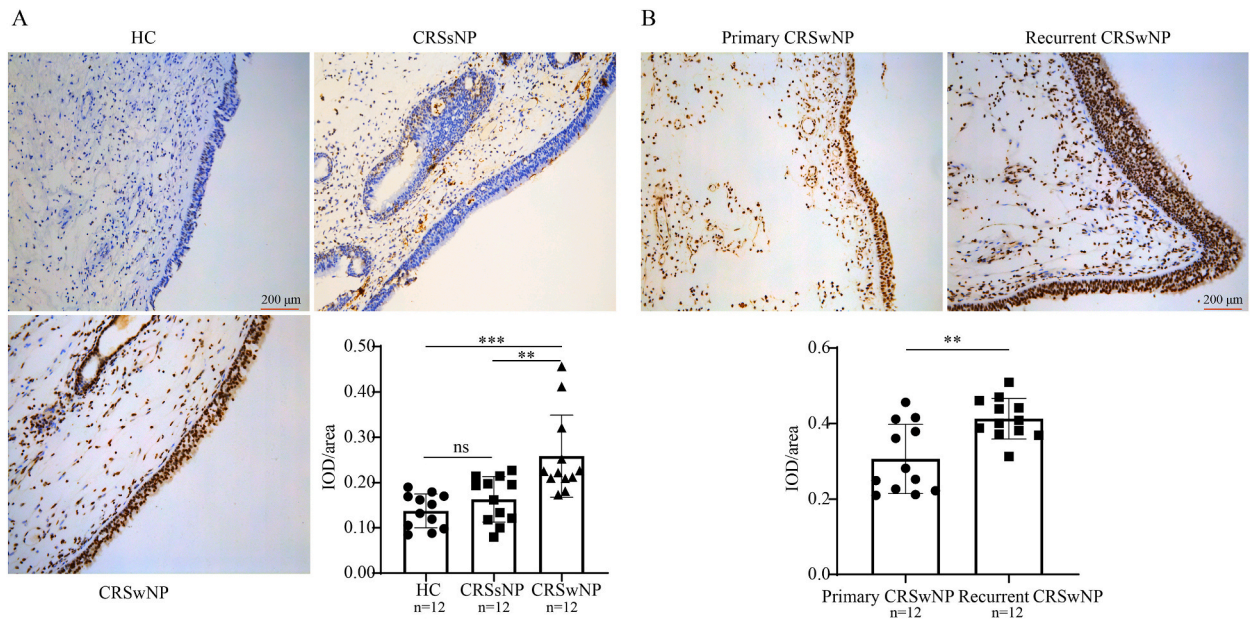 A
HC
CRSsNP
200 μm
CRSwNP
IOD/area
0.50
0.40
0.30
0.20
0.10
0.00
***
**
ns
HC
n=12
CRSsNP
n=12
CRSwNP
n=12
B
Primary CRSwNP
Recurrent CRSwNP
200 μm
IOD/area
0.6
0.4
0.2
0.0
**
Primary CRSwNP
n=12
Recurrent CRSwNP
n=12